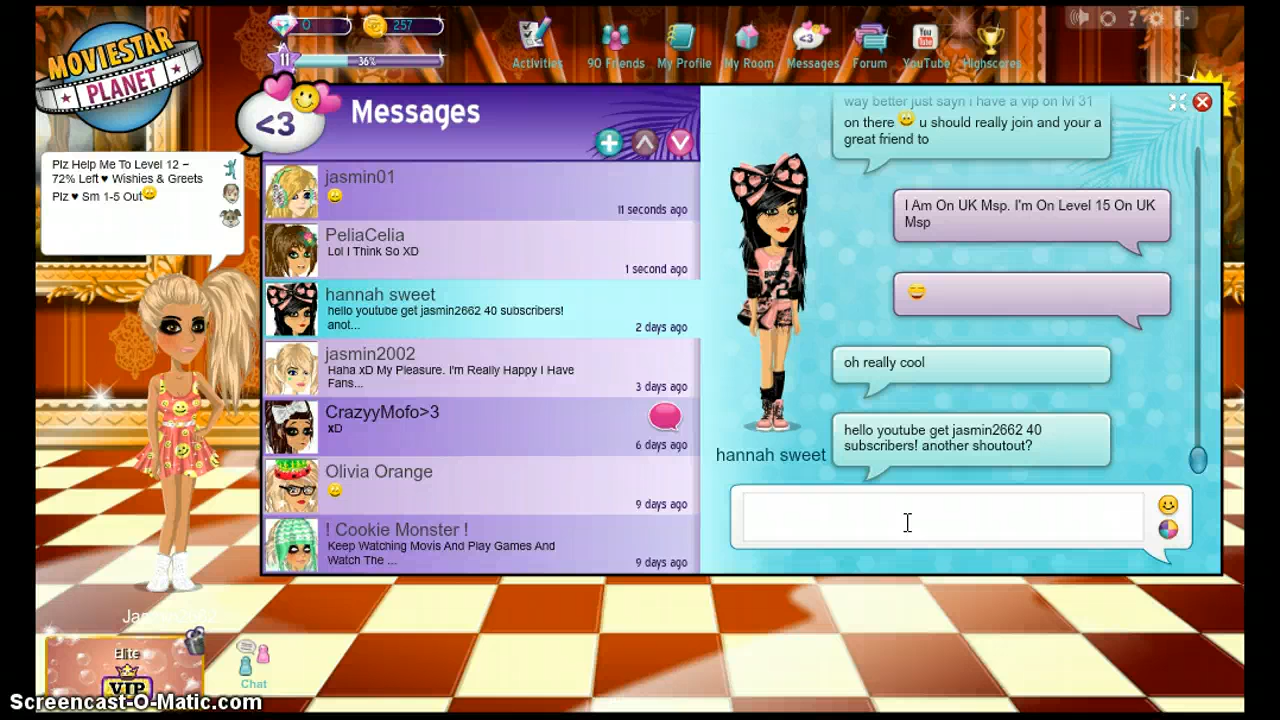 MOVIESTAR
PLANET
0
257
11
36%
Activities
90 Friends
My Profile
My Room
<3
Messages
Forum
You
Tube
YouTube
Highscores
?
Plz Help Me To Level 12 ~
72% Left ♥ Wishies & Greets
Plz ♥ Sm 1-5 Out
<3
Messages
jasmin01
11 seconds ago
PeliaCelia
Lol I Think So XD
1 second ago
hannah sweet
hello youtube get jasmin2662 40 subscribers!
anot...
2 days ago
jasmin2002
Haha xD My Pleasure. I'm Really Happy I Have
Fans...
3 days ago
CrazyyMofo>3
xD
6 days ago
Olivia Orange
9 days ago
! Cookie Monster !
Keep Watching Movis And Play Games And
Watch The ...
9 days ago
way better just sayn i have a vip on lvl 31
on there u should really join and your a
great friend to
I Am On UK Msp. I'm On Level 15 On UK
Msp
oh really cool
hello youtube get jasmin2662 40
subscribers! another shoutout?
hannah sweet
Elite
VIP
Chat
Screencast-O-Matic.com